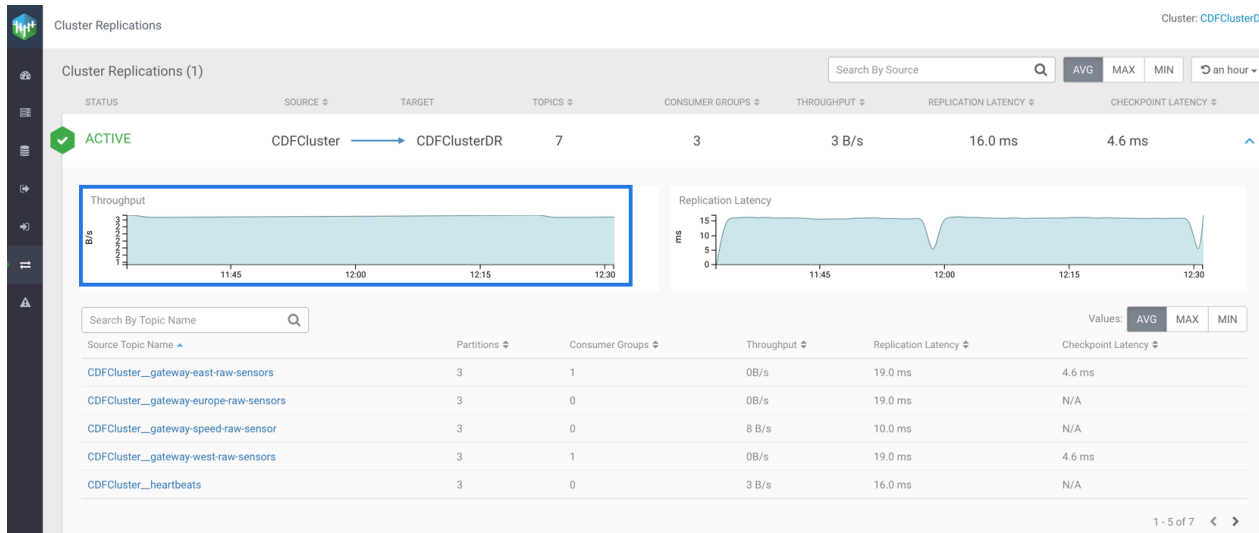 Cluster Replications
Cluster: CDFClusterD
Cluster Replications (1)
Search By Source
AVG MAX MIN
an hour
STATUS SOURCE TARGET TOPICS CONSUMER GROUPS THROUGHPUT REPLICATION LATENCY CHECKPOINT LATENCY
ACTIVE CDFCluster CDFClusterDR 7 3 3 B/s 16.0 ms 4.6 ms
Throughput
B/s
3
3
2
2
2
2
1
11:45 12:00 12:15 12:30
Replication Latency
ms
15
10
5
0
11:45 12:00 12:15 12:30
Search By Topic Name
Values: AVG MAX MIN
Source Topic Name Partitions Consumer Groups Throughput Replication Latency Checkpoint Latency
CDFCluster__gateway-east-raw-sensors 3 1 0B/s 19.0 ms 4.6 ms
CDFCluster__gateway-europe-raw-sensors 3 0 0B/s 19.0 ms N/A
CDFCluster__gateway-speed-raw-sensor 3 0 8 B/s 10.0 ms N/A
CDFCluster__gateway-west-raw-sensors 3 1 0B/s 19.0 ms 4.6 ms
CDFCluster__heartbeats 3 0 3 B/s 16.0 ms N/A
1 - 5 of 7